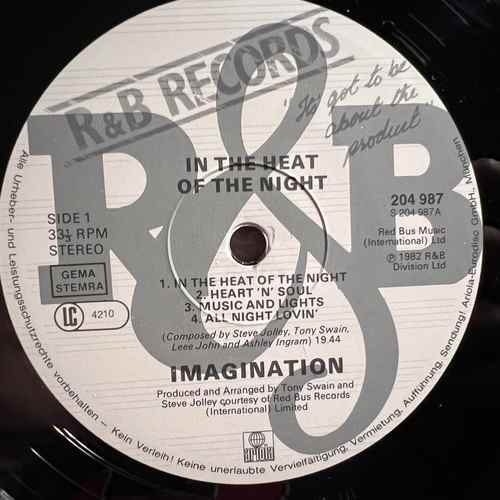 R&B RECORDS
"It's got to be
about the
product"
R&B
IN THE HEAT
OF THE NIGHT
SIDE 1
33⅓ RPM
STEREO
204 987
S 204 987A
Red Bus Music
(International) Ltd
℗ 1982 R&B
Division Ltd
GEMA
STEMRA
LC 4210
1. IN THE HEAT OF THE NIGHT
2. HEART 'N' SOUL
3. MUSIC AND LIGHTS
4. ALL NIGHT LOVIN'
(Composed by Steve Jolley, Tony Swain,
Leee John and Ashley Ingram) 19.44
iMAGINATION
Produced and Arranged by Tony Swain and
Steve Jolley courtesy of Red Bus Records
(International) Limited
ariola
Alle Urheber- und Leistungsschutzrechte vorbehalten – Kein Verleih! Keine unerlaubte Vervielfältigung, Vermietung, Aufführung, Sendung! Ariola-Eurodisc GmbH., München